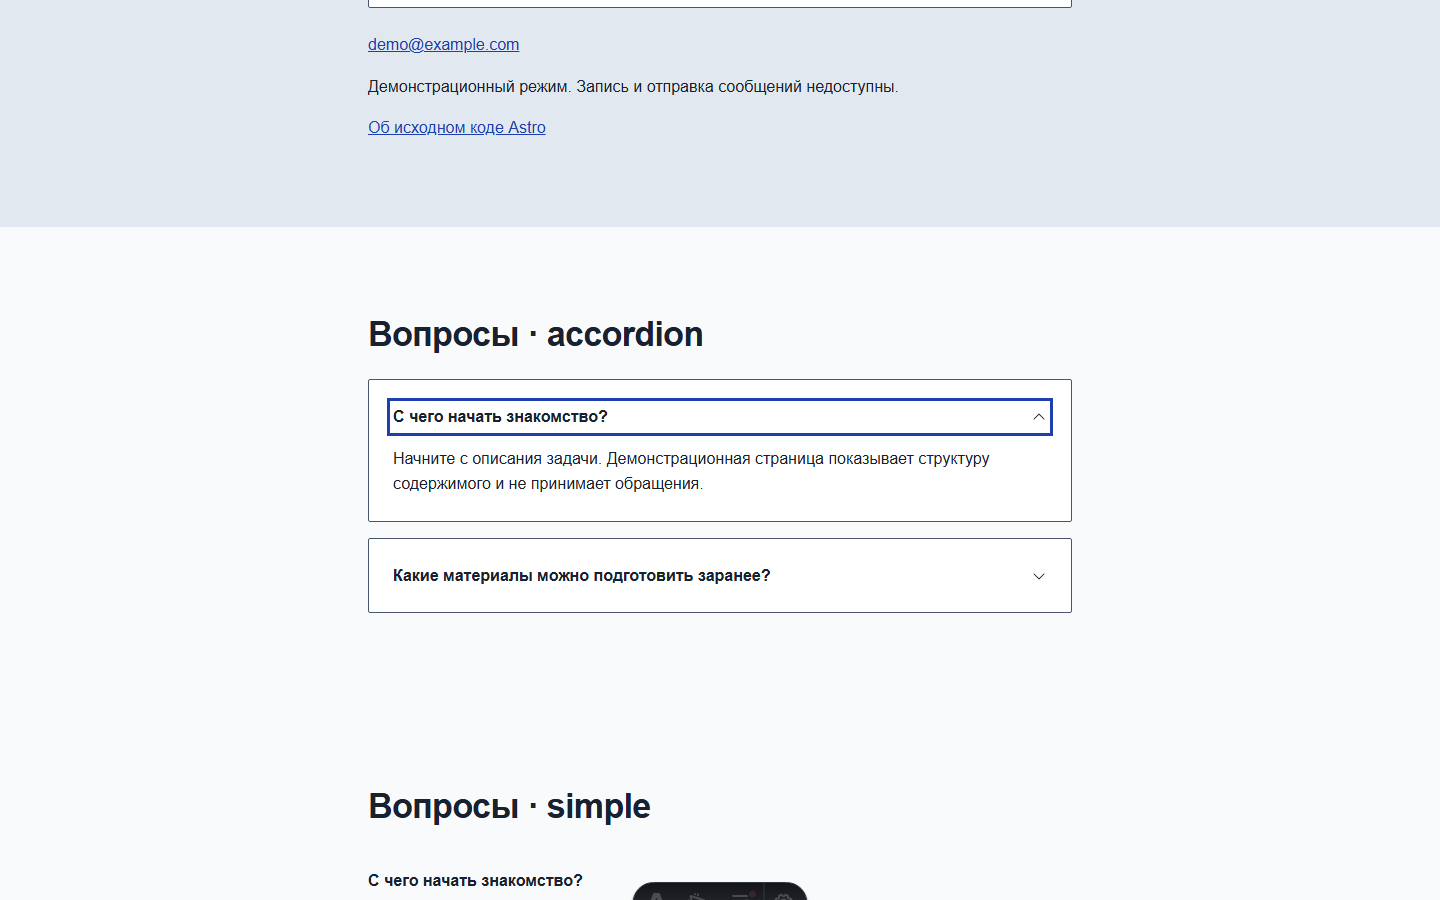 demo@example.com
Демонстрационный режим. Запись и отправка сообщений недоступны.
Об исходном коде Astro
Вопросы · accordion
С чего начать знакомство?
Начните с описания задачи. Демонстрационная страница показывает структуру
содержимого и не принимает обращения.
Какие материалы можно подготовить заранее?
Вопросы · simple
С чего начать знакомство?